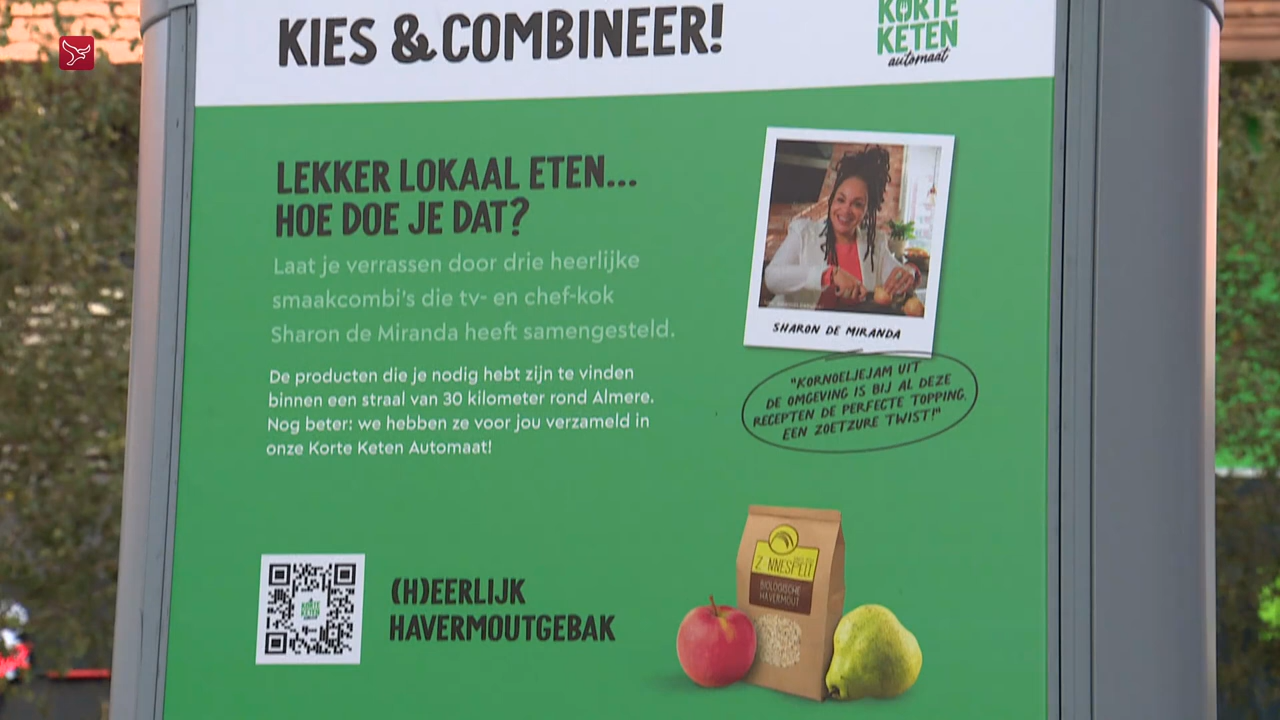 KIES & COMBINEER!
KORTE
KETEN
automaat
LEKKER LOKAAL ETEN...
HOE DOE JE DAT?
Laat je verrassen door drie heerlijke
smaakcombi's die tv- en chef-kok
Sharon de Miranda heeft samengesteld.
De producten die je nodig hebt zijn te vinden
binnen een straal van 30 kilometer rond Almere.
Nog beter: we hebben ze voor jou verzameld in
onze Korte Keten Automaat!
SHARON DE MIRANDA
"KORNOELJEJAM UIT
DE OMGEVING IS BIJ AL DEZE
RECEPTEN DE PERFECTE TOPPING,
EEN ZOETZURE TWIST!"
(H)EERLIJK
HAVERMOUTGEBAK
KORTE
KETEN
BIOLOGISCHE
HAVERMOUT